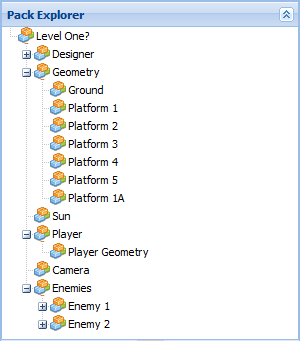 Pack Explorer
Level One?
Designer
Geometry
Ground
Platform 1
Platform 2
Platform 3
Platform 4
Platform 5
Platform 1A
Sun
Player
Player Geometry
Camera
Enemies
Enemy 1
Enemy 2